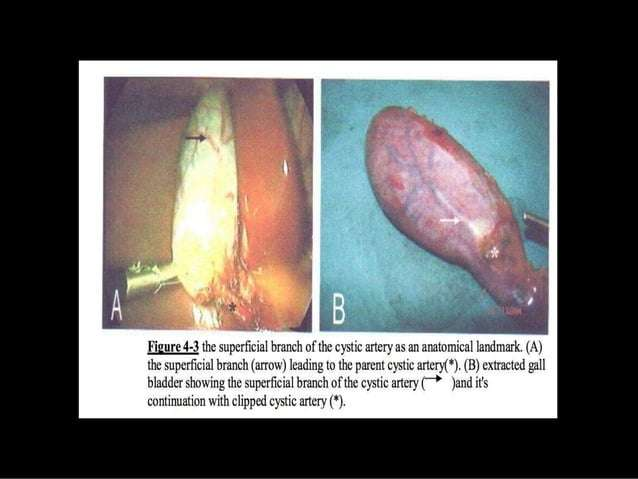 A
*
B
*
Figure 4-3 the superficial branch of the cystic artery as an anatomical landmark. (A)
the superficial branch (arrow) leading to the parent cystic artery(*). (B) extracted gall
bladder showing the superficial branch of the cystic artery ( )and it's
continuation with clipped cystic artery (*).